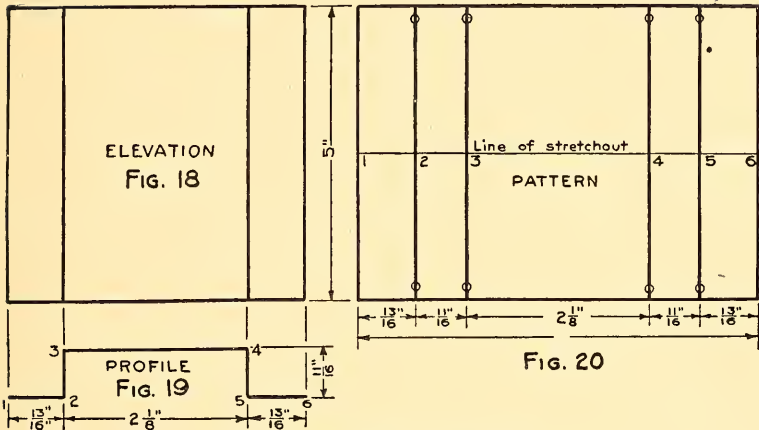 ELEVATION
FIG. 18
5"
Line of stretchout
1 2 3 4 5 6
PATTERN
13/16" 11/16" 2 1/8" 11/16" 13/16"
FIG. 20
3 4
PROFILE
FIG. 19
11/16"
1 2 5 6
13/16" 2 1/8" 13/16"